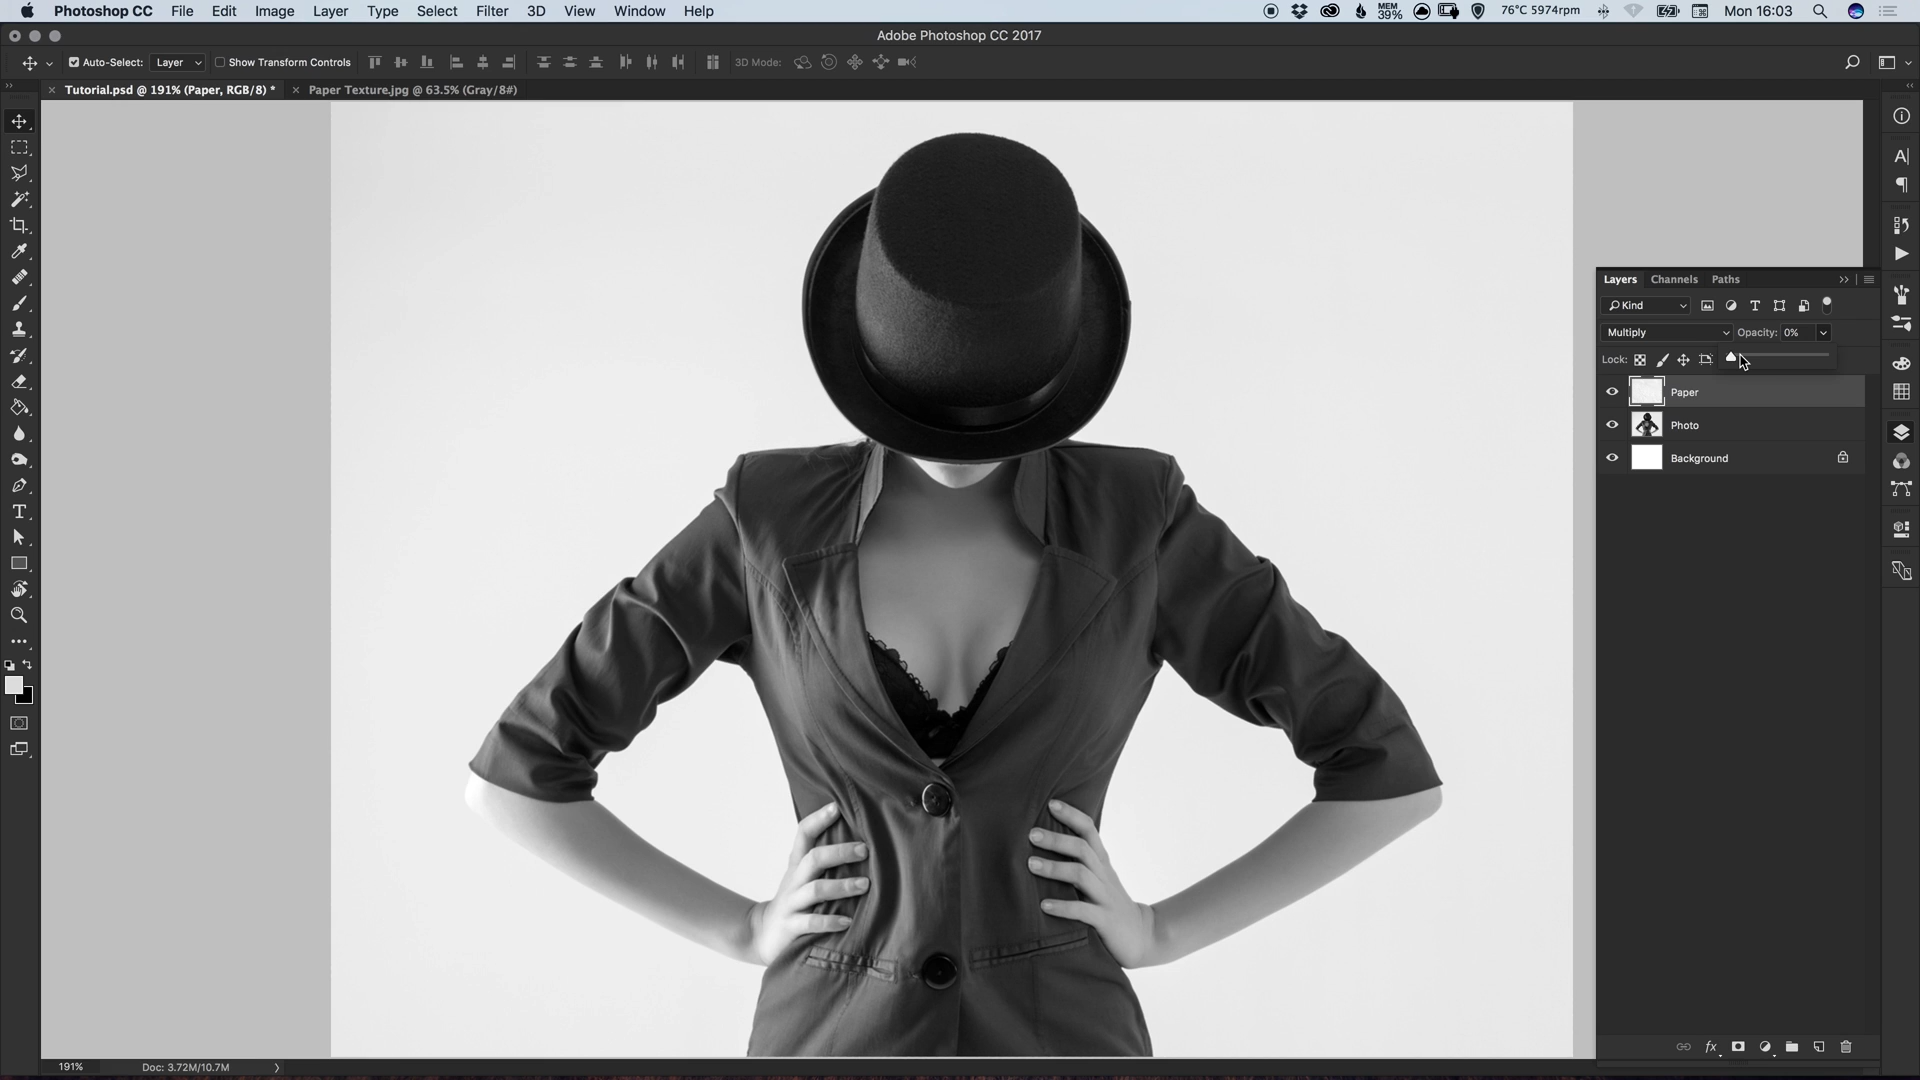 Photoshop CC File Edit Image Layer Type Select Filter 3D View Window Help MEM 39% 76°C 5974rpm Mon 16:03
Adobe Photoshop CC 2017
Auto-Select: Layer Show Transform Controls 3D Mode:
Tutorial.psd @ 191% (Paper, RGB/8) * Paper Texture.jpg @ 63.5% (Gray/8#)
Layers Channels Paths
Kind
Multiply Opacity: 0%
Lock:
Paper
Photo
Background
191% Doc: 3.72M/10.7M